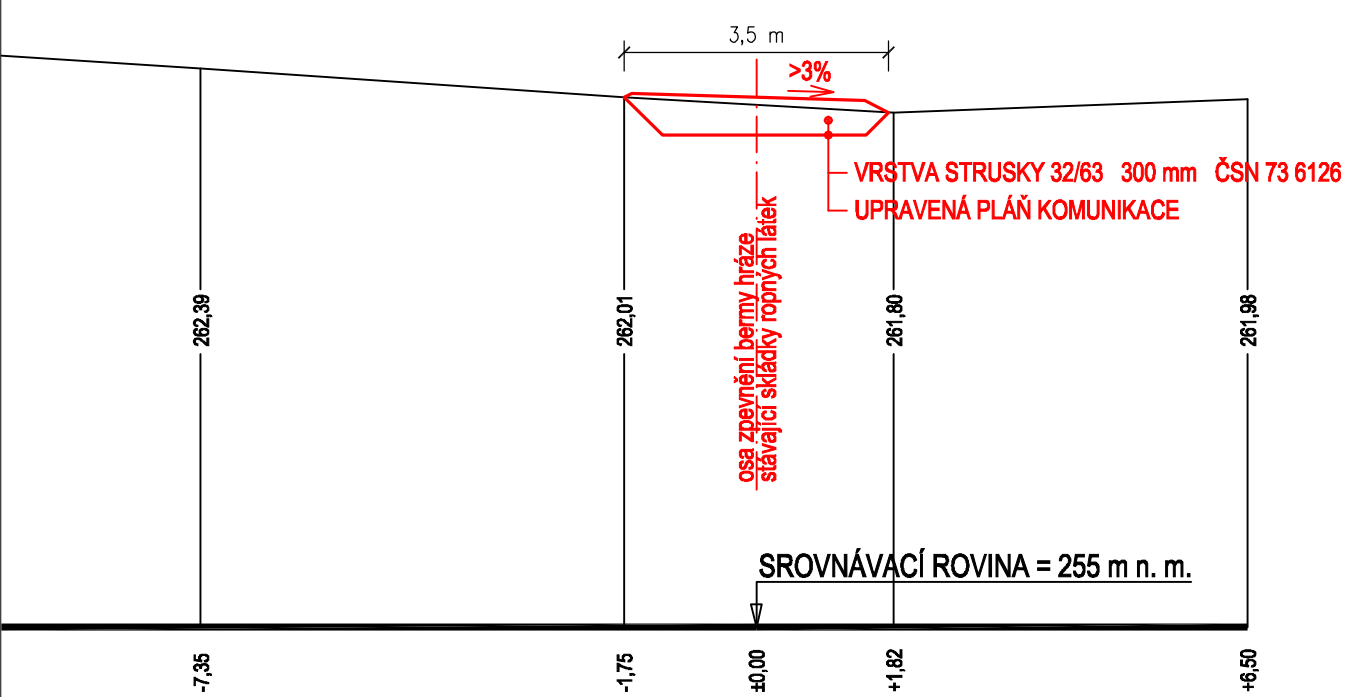 3,5 m
>3%
VRSTVA STRUSKY 32/63 300 mm ČSN 73 6126
UPRAVENÁ PLÁŇ KOMUNIKACE
osa zpevnění bermy hráze
stávající skládky ropných látek
262,39
262,01
261,80
261,98
SROVNÁVACÍ ROVINA = 255 m n. m.
-7,35
-1,75
±0,00
+1,82
+6,50